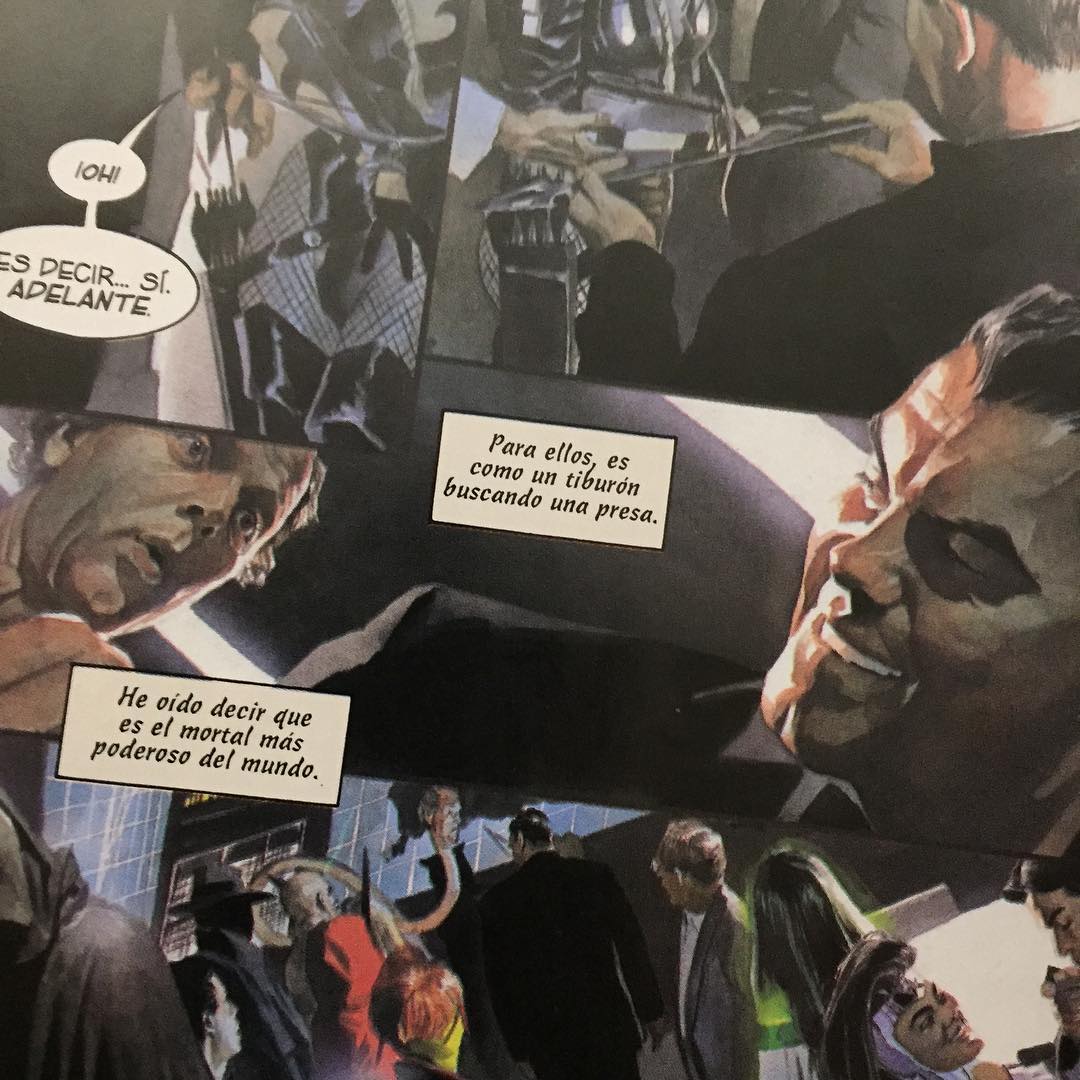 ¡OH!
ES DECIR... SÍ.
ADELANTE.
Para ellos, es
como un tiburón
buscando una presa.
He oído decir que
es el mortal más
poderoso del mundo.